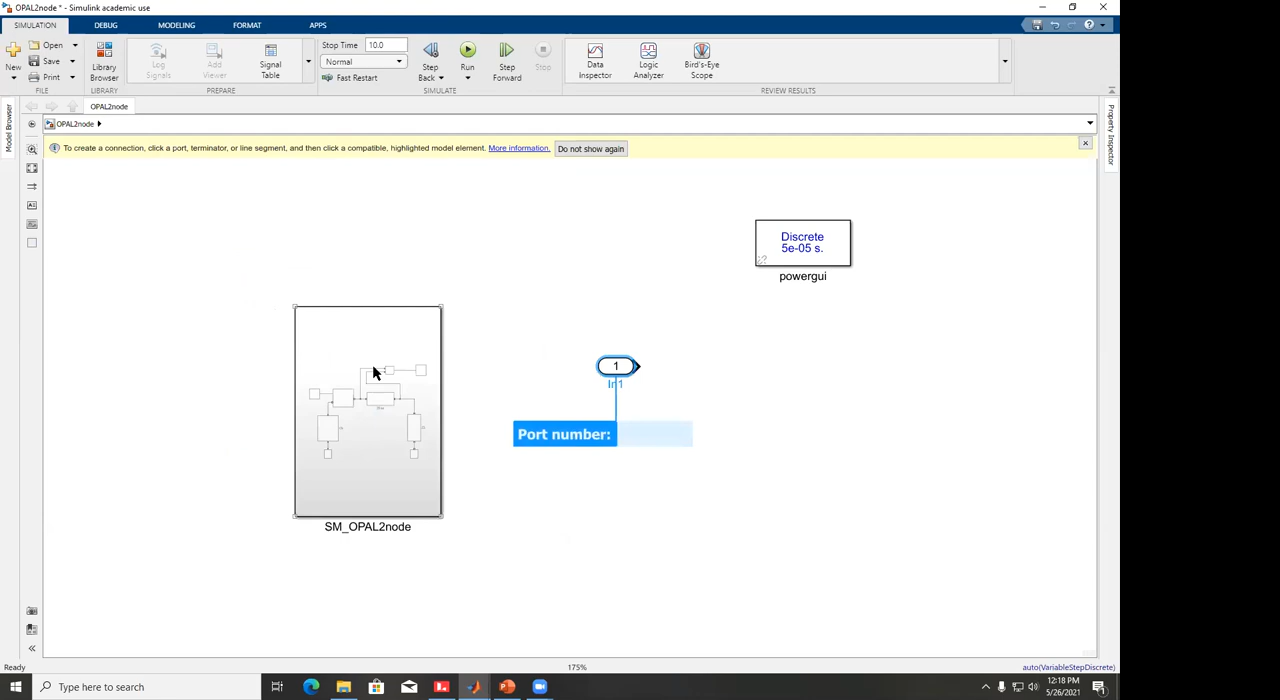 OPAL2node * - Simulink academic use
SIMULATION
DEBUG
MODELING
FORMAT
APPS
New
Open
Save
Print
FILE
Library
Browser
LIBRARY
Log
Signals
Add
Viewer
Signal
Table
PREPARE
Stop Time 10.0
Normal
Fast Restart
Step
Back
Run
Step
Forward
Stop
SIMULATE
Data
Inspector
Logic
Analyzer
Bird's-Eye
Scope
REVIEW RESULTS
Model Browser
OPAL2node
OPAL2node
Property Inspector
To create a connection, click a port, terminator, or line segment, and then click a compatible, highlighted model element. More information. Do not show again
Discrete
5e-05 s.
powergui
1
In1
Port number:
SM_OPAL2node
Ready
175%
auto(VariableStepDiscrete)
Type here to search
12:18 PM
5/26/2021